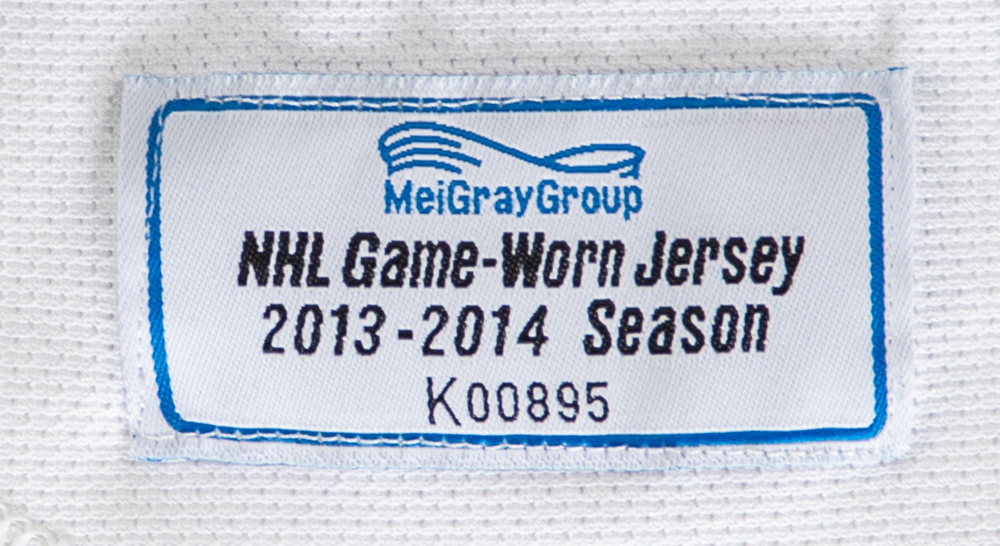 MeiGrayGroup
NHL Game-Worn Jersey
2013-2014 Season
K00895